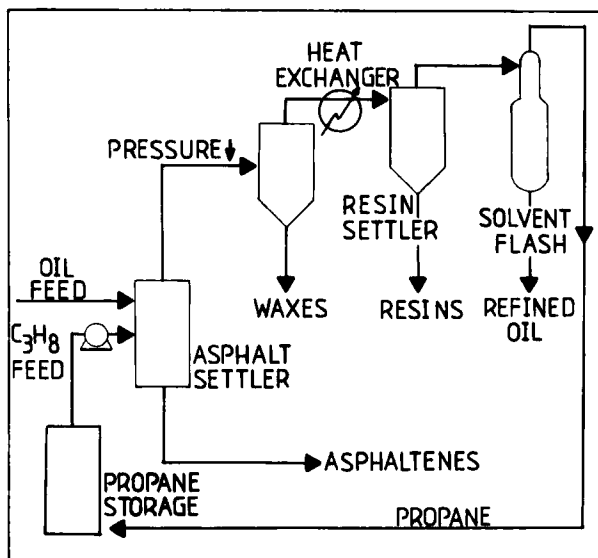 HEAT
EXCHANGER
PRESSURE↓
RESIN
SETTLER
SOLVENT
FLASH
OIL
FEED
WAXES
RESINS
REFINED
OIL
C₃H₈
FEED
ASPHALT
SETTLER
ASPHALTENES
PROPANE
STORAGE
PROPANE